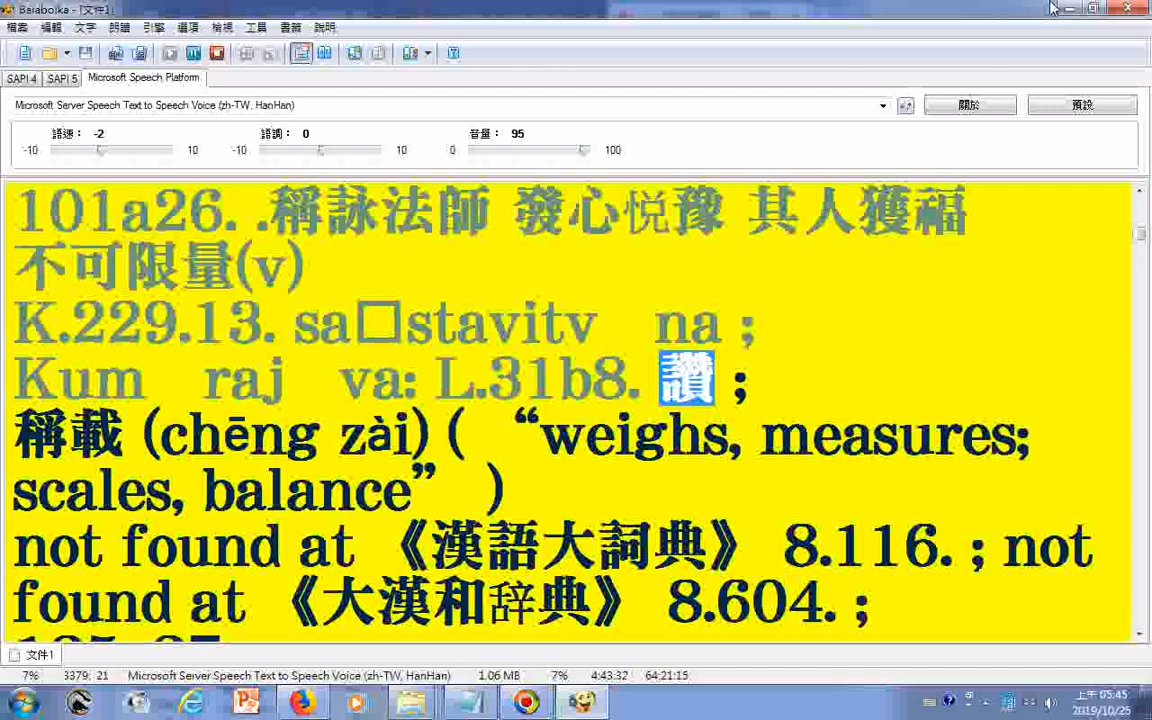 Balabolka - [文件1]
檔案 編輯 文字 朗讀 引擎 選項 檢視 工具 書籤 說明
SAPI 4 SAPI 5 Microsoft Speech Platform
Microsoft Server Speech Text to Speech Voice (zh-TW, HanHan) 關於 預設
語速： -2 語調： 0 音量： 95
-10 10 -10 10 0 100
101a26. .稱詠法師 發心悦豫 其人獲福
不可限量(v)
K.229.13. sa□stavitv na ;
Kum raj va: L.31b8. 讚 ;
稱載 (chēng zài) ( “weighs, measures;
scales, balance” )
not found at 《漢語大詞典》 8.116. ; not
found at 《大漢和辞典》 8.604. ;
文件1
7% 3379: 21 Microsoft Server Speech Text to Speech Voice (zh-TW, HanHan) 1.06 MB 7% 4:43:32 64:21:15
上午 05:45
2019/10/25